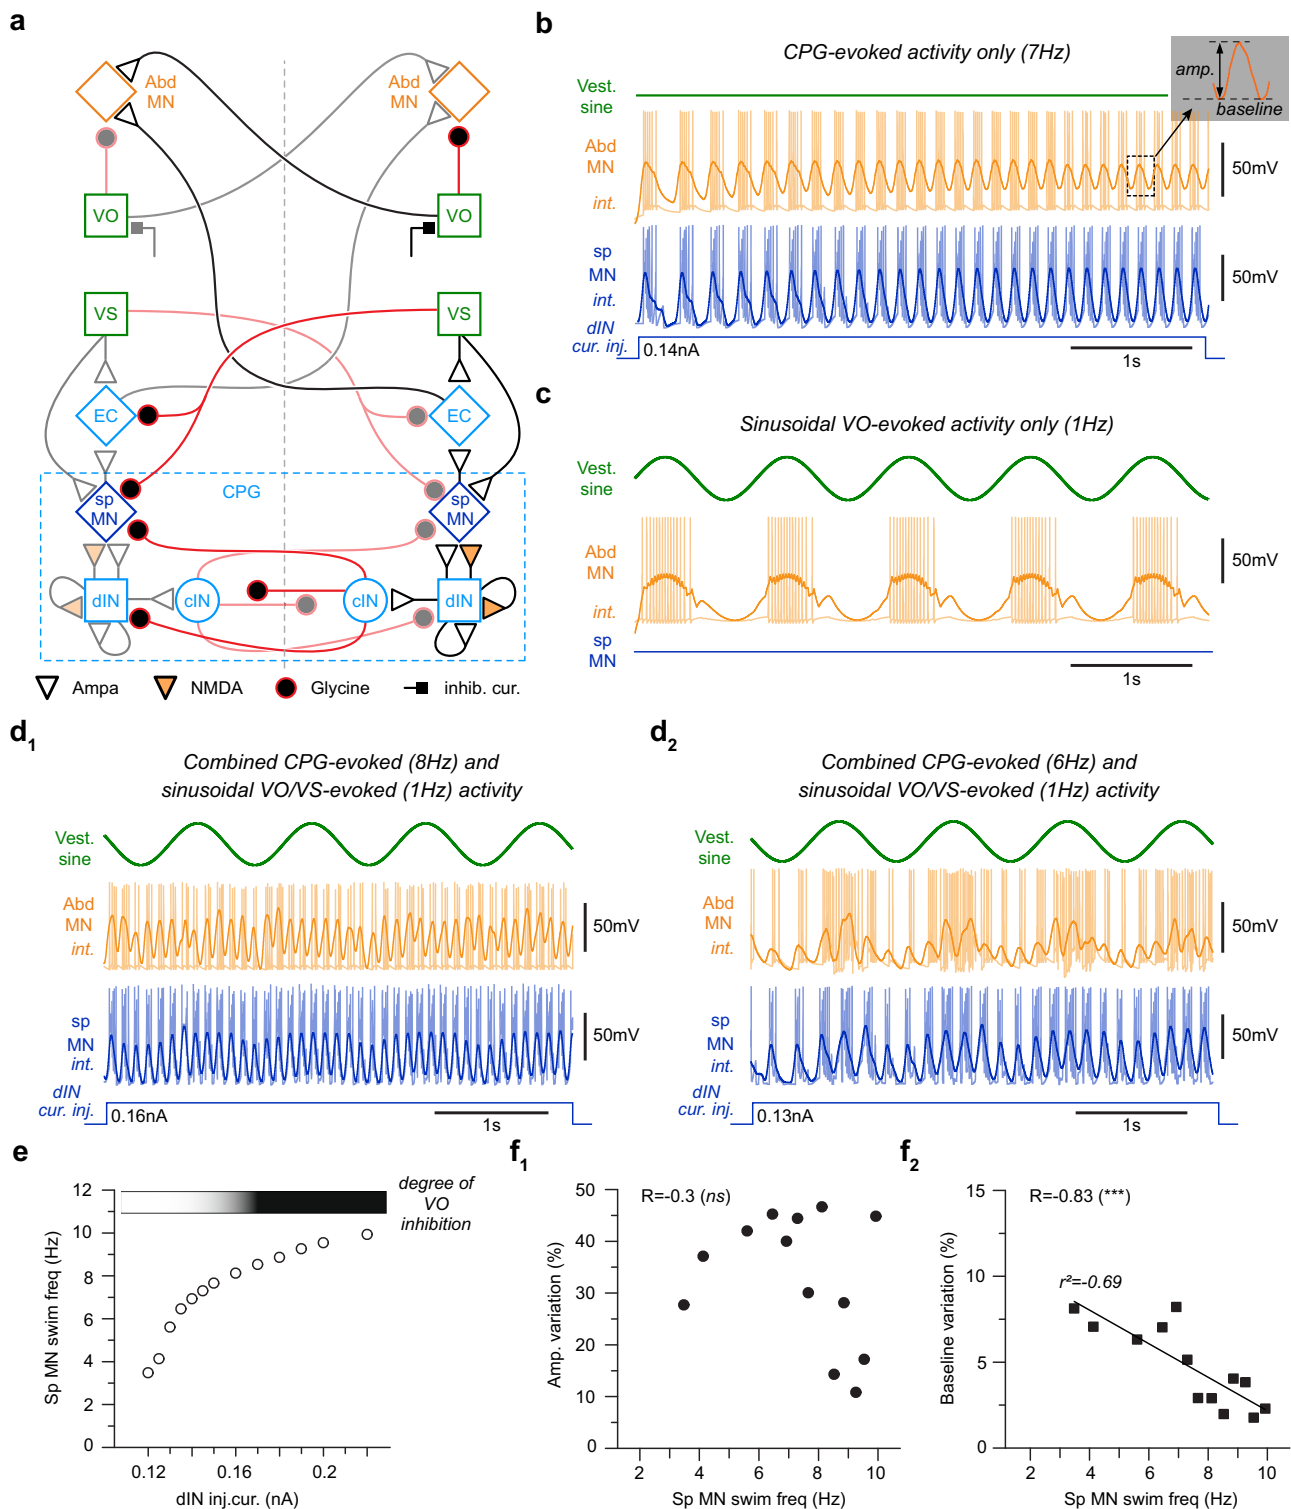 a
Abd
MN
Abd
MN
VO
VO
VS
VS
EC
EC
CPG
sp
MN
sp
MN
dIN
cIN
cIN
dIN
Ampa
NMDA
Glycine
inhib. cur.
b
CPG-evoked activity only (7Hz)
amp.
baseline
Vest.
sine
Abd
MN
int.
50mV
sp
MN
int.
50mV
dIN
cur. inj.
0.14nA
1s
c
Sinusoidal VO-evoked activity only (1Hz)
Vest.
sine
Abd
MN
int.
50mV
sp
MN
1s
d1
Combined CPG-evoked (8Hz) and
sinusoidal VO/VS-evoked (1Hz) activity
Vest.
sine
Abd
MN
int.
50mV
sp
MN
int.
50mV
dIN
cur. inj.
0.16nA
1s
d2
Combined CPG-evoked (6Hz) and
sinusoidal VO/VS-evoked (1Hz) activity
Vest.
sine
Abd
MN
int.
50mV
sp
MN
int.
50mV
dIN
cur. inj.
0.13nA
1s
e
degree of
VO
inhibition
Sp MN swim freq (Hz)
12
10
8
6
4
2
0
0.12
0.16
0.2
dIN inj.cur. (nA)
f1
R=-0.3 (ns)
Amp. variation (%)
50
40
30
20
10
0
2
4
6
8
10
Sp MN swim freq (Hz)
f2
R=-0.83 (***)
r²=-0.69
Baseline variation (%)
15
10
5
0
2
4
6
8
10
Sp MN swim freq (Hz)